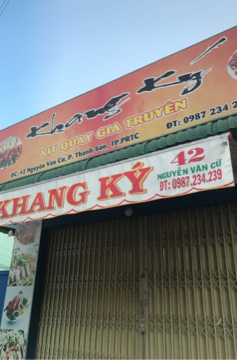 Khang Ký
VỊT QUAY GIA TRUYỀN
ĐC: 42 Nguyễn Văn Cừ, P. Thanh Sơn, TP.PRTC
ĐT: 0987 234 2
KHANG KÝ
42
NGUYỄN VĂN CỪ
ĐT: 0987.234.239